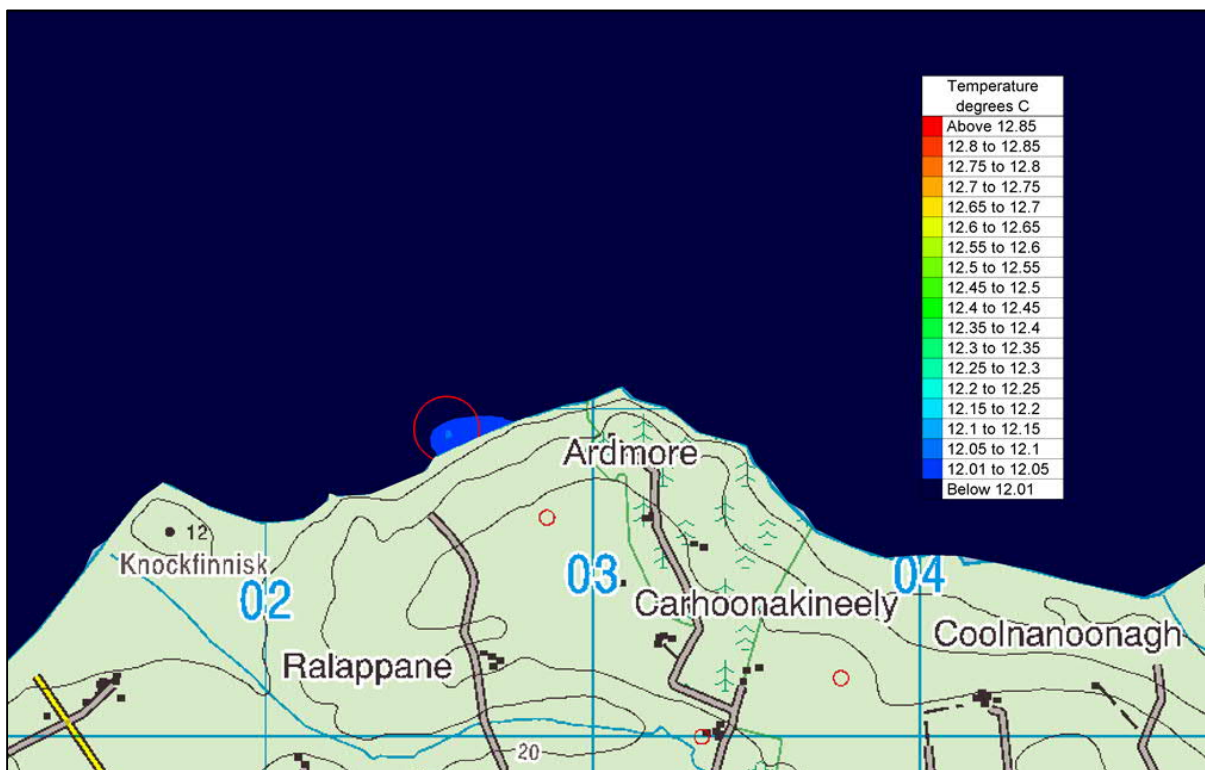 Temperature
degrees C
Above 12.85
12.8 to 12.85
12.75 to 12.8
12.7 to 12.75
12.65 to 12.7
12.6 to 12.65
12.55 to 12.6
12.5 to 12.55
12.45 to 12.5
12.4 to 12.45
12.35 to 12.4
12.3 to 12.35
12.25 to 12.3
12.2 to 12.25
12.15 to 12.2
12.1 to 12.15
12.05 to 12.1
12.01 to 12.05
Below 12.01
Ardmore
12
Knockfinnisk
02
03
04
Carhoonakineely
Coolnanoonagh
Ralappane
20